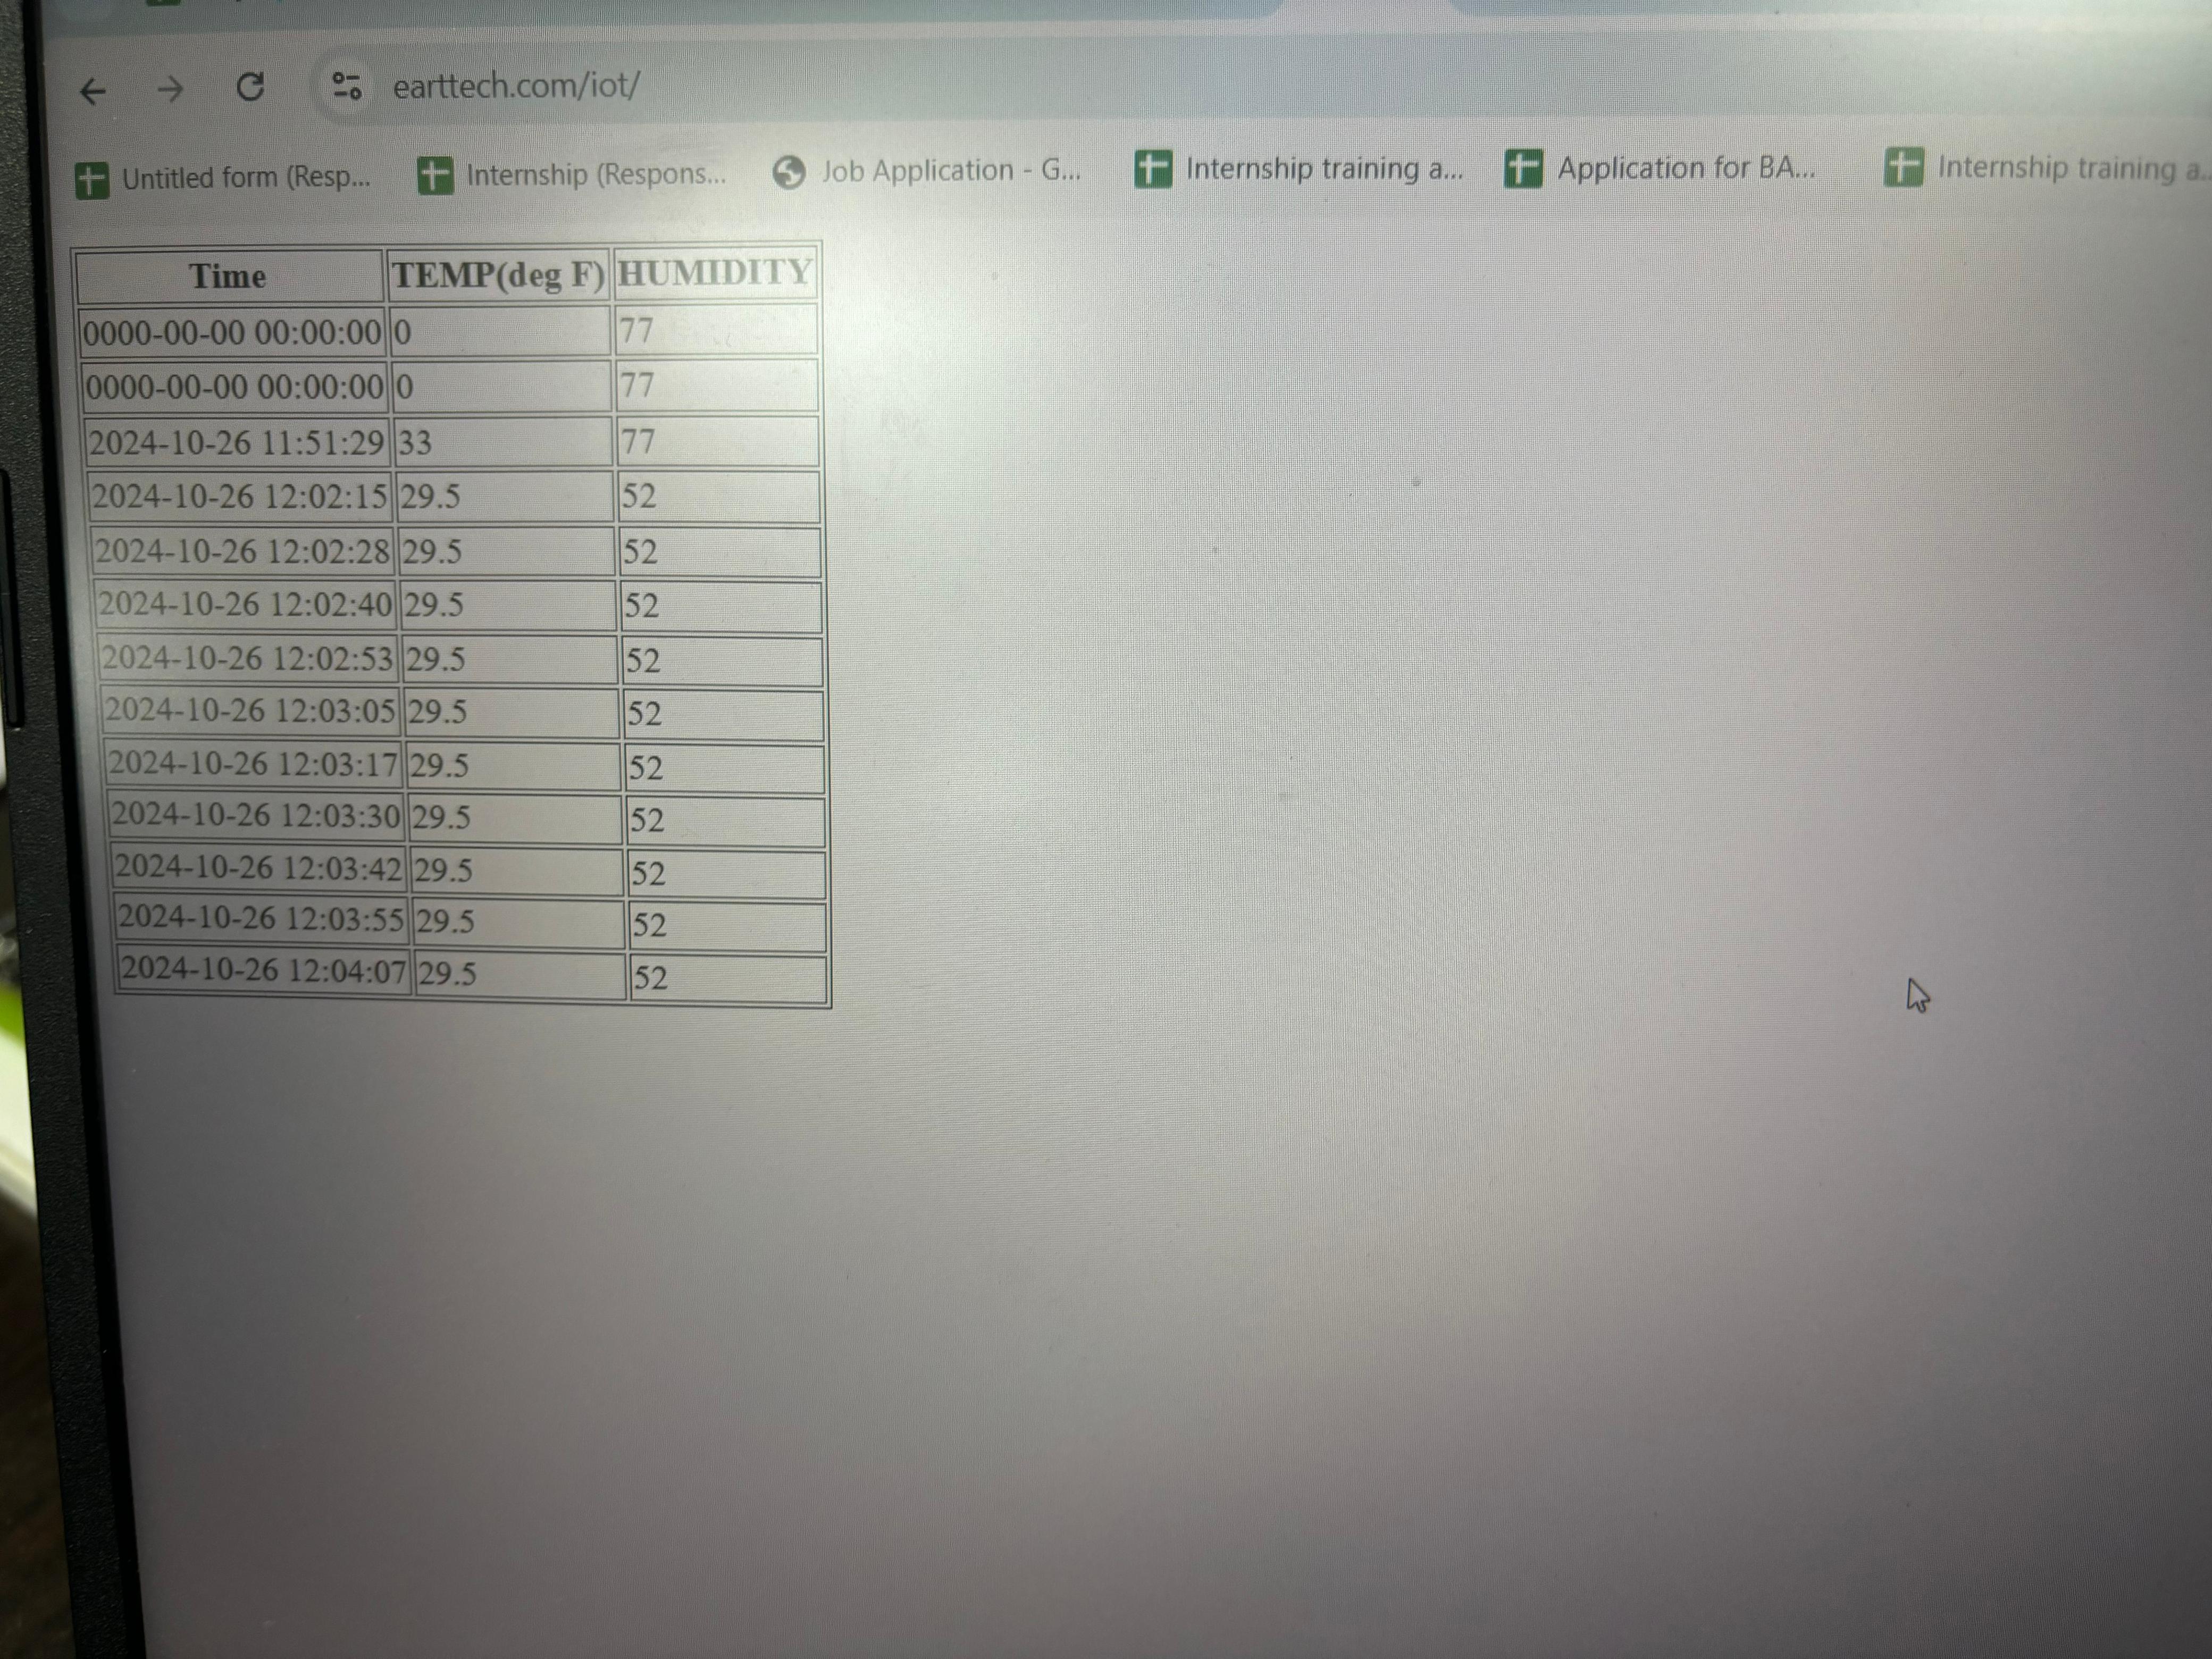 earttech.com/iot/
Untitled form (Resp... Internship (Respons... Job Application - G... Internship training a... Application for BA... Internship training a...
Time TEMP(deg F) HUMIDITY
0000-00-00 00:00:00 0 77
0000-00-00 00:00:00 0 77
2024-10-26 11:51:29 33 77
2024-10-26 12:02:15 29.5 52
2024-10-26 12:02:28 29.5 52
2024-10-26 12:02:40 29.5 52
2024-10-26 12:02:53 29.5 52
2024-10-26 12:03:05 29.5 52
2024-10-26 12:03:17 29.5 52
2024-10-26 12:03:30 29.5 52
2024-10-26 12:03:42 29.5 52
2024-10-26 12:03:55 29.5 52
2024-10-26 12:04:07 29.5 52